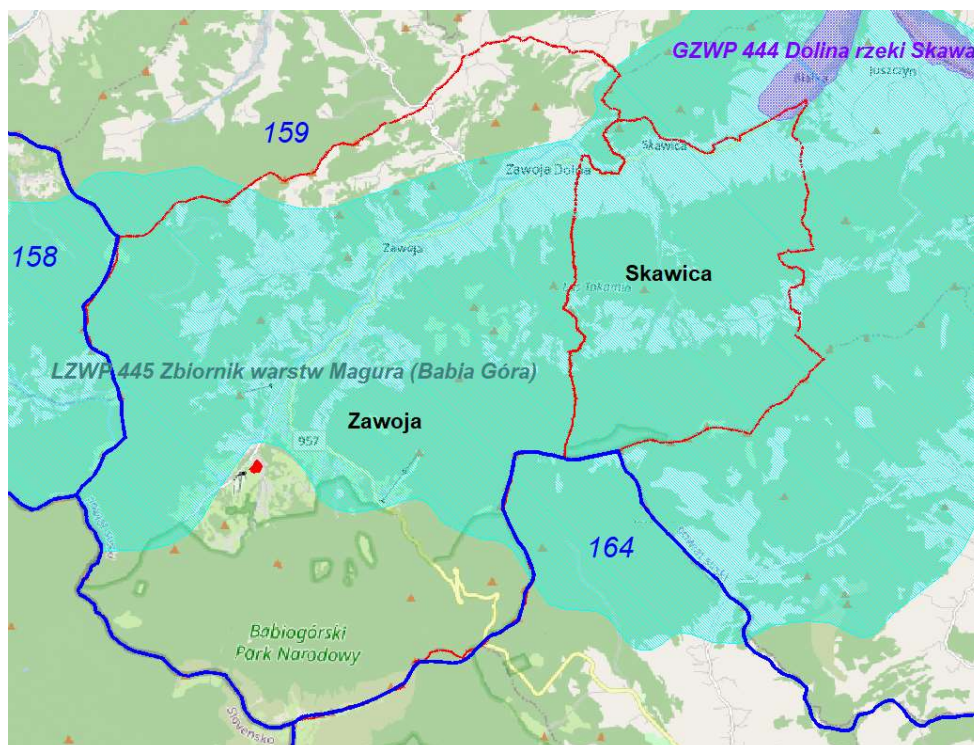 GZWP 444 Dolina rzeki Skawa
Białka
Juszczyn
159
Skawica
Zawoja Dolna
Zawoja
158
Skawica
LZWP 445 Zbiornik warstw Magura (Babia Góra)
Zawoja
957
164
Babiogórski
Park Narodowy
Slovensko